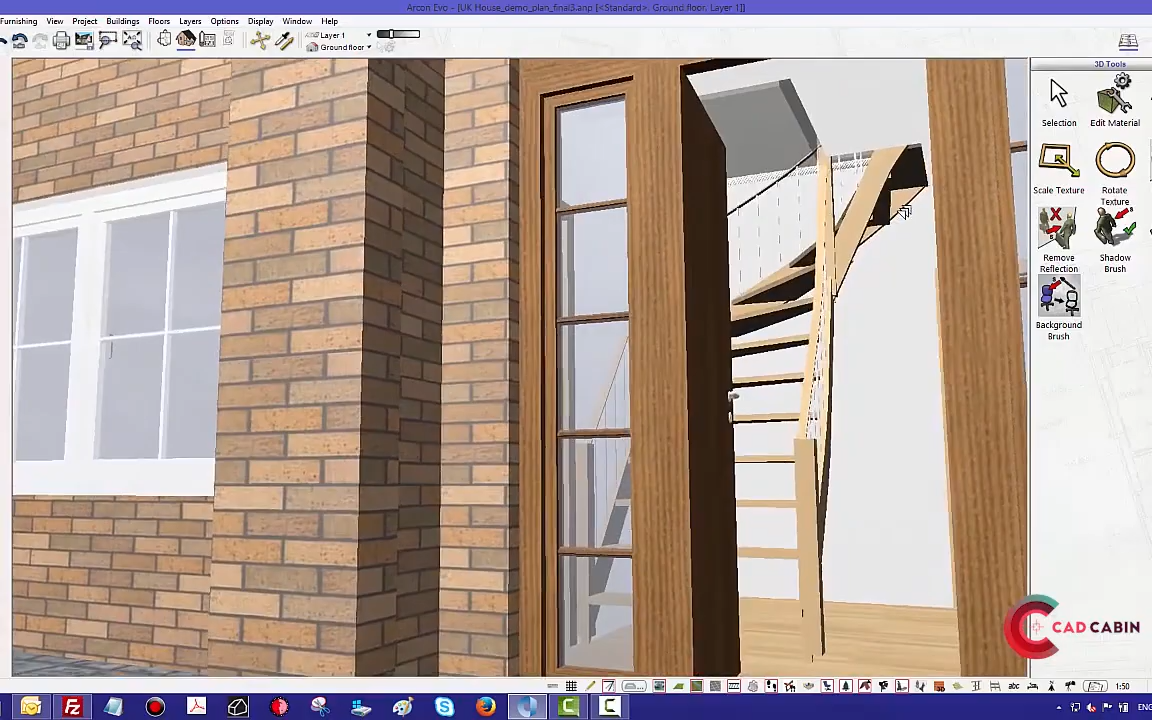 Arcon Evo - [UK House_demo_plan_final3.anp [<Standard>. Ground floor. Layer 1]]
Furnishing View Project Buildings Floors Layers Options Display Window Help
Layer 1
Ground floor
3D Tools
Selection
Edit Material
Scale Texture
Rotate Texture
Remove Reflection
Shadow Brush
Background Brush
CAD CABIN
abc
1:50
ENG